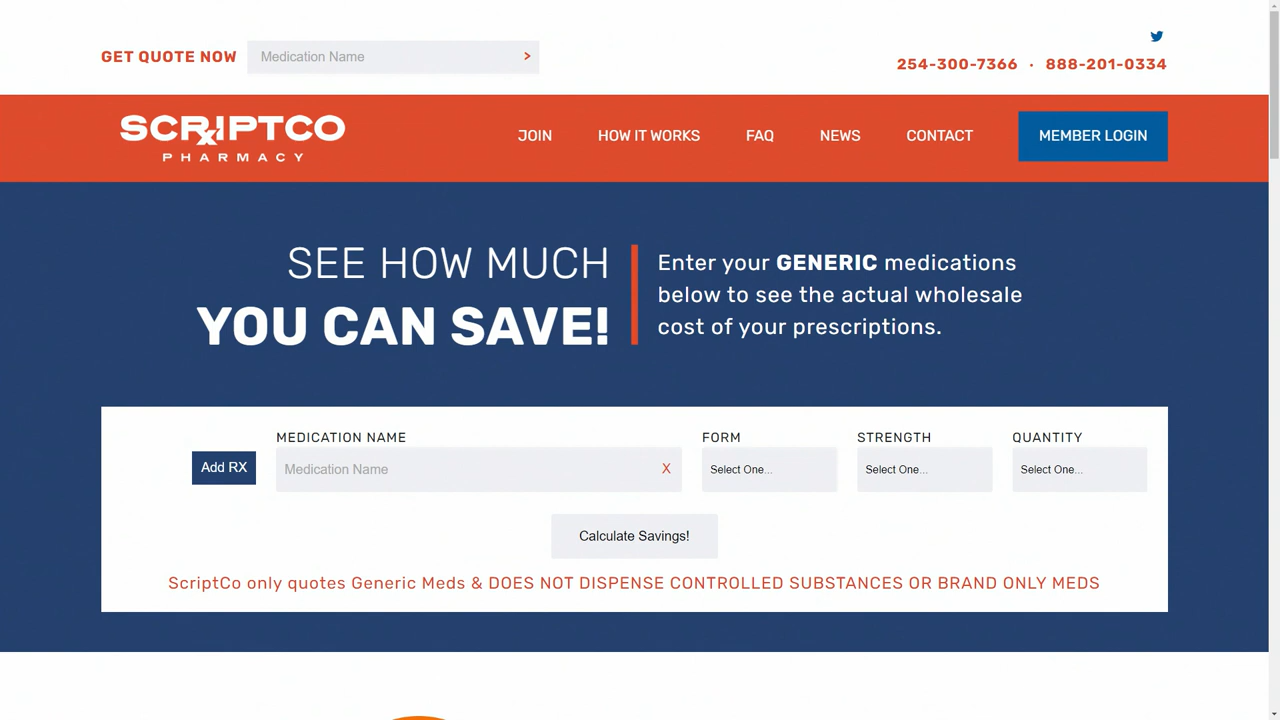 GET QUOTE NOW
Medication Name
>
254-300-7366 · 888-201-0334
SCRIPTCO
PHARMACY
JOIN
HOW IT WORKS
FAQ
NEWS
CONTACT
MEMBER LOGIN
SEE HOW MUCH
YOU CAN SAVE!
Enter your GENERIC medications
below to see the actual wholesale
cost of your prescriptions.
Add RX
MEDICATION NAME
Medication Name
X
FORM
Select One...
STRENGTH
Select One...
QUANTITY
Select One...
Calculate Savings!
ScriptCo only quotes Generic Meds & DOES NOT DISPENSE CONTROLLED SUBSTANCES OR BRAND ONLY MEDS